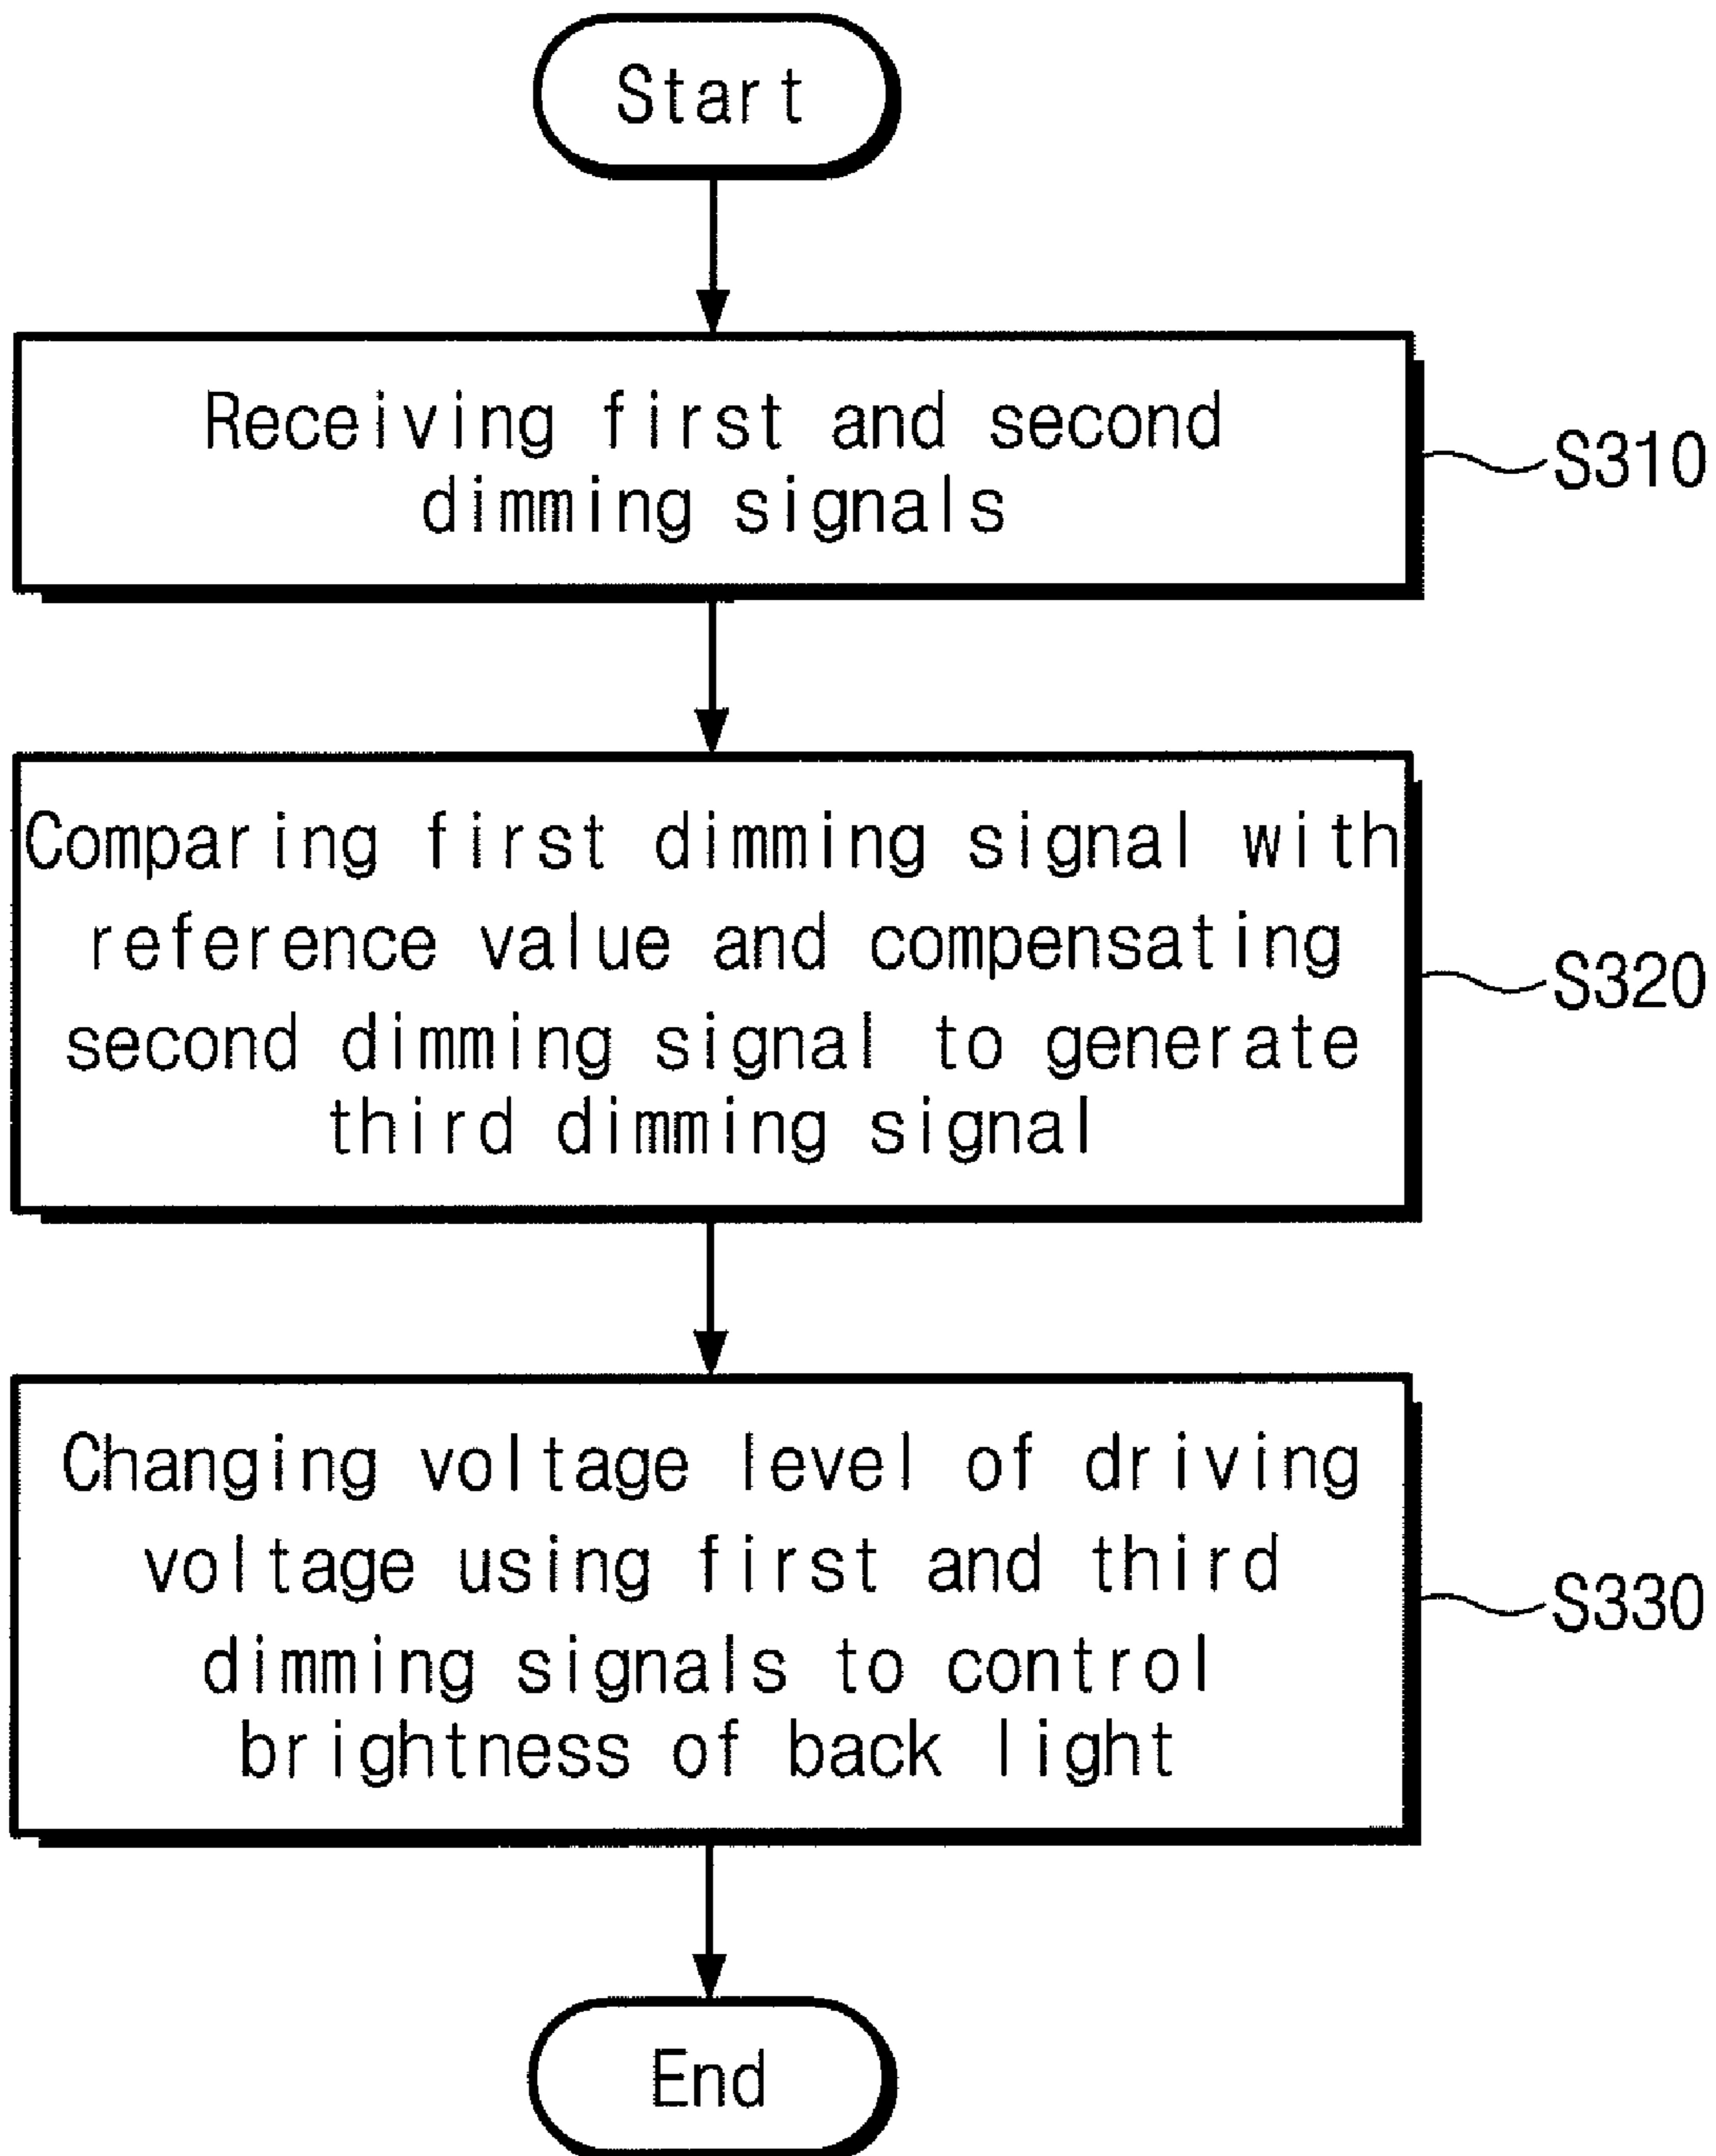 Start
Receiving first and second
dimming signals
S310
Comparing first dimming signal with
reference value and compensating
second dimming signal to generate
third dimming signal
S320
Changing voltage level of driving
voltage using first and third
dimming signals to control
brightness of back light
S330
End